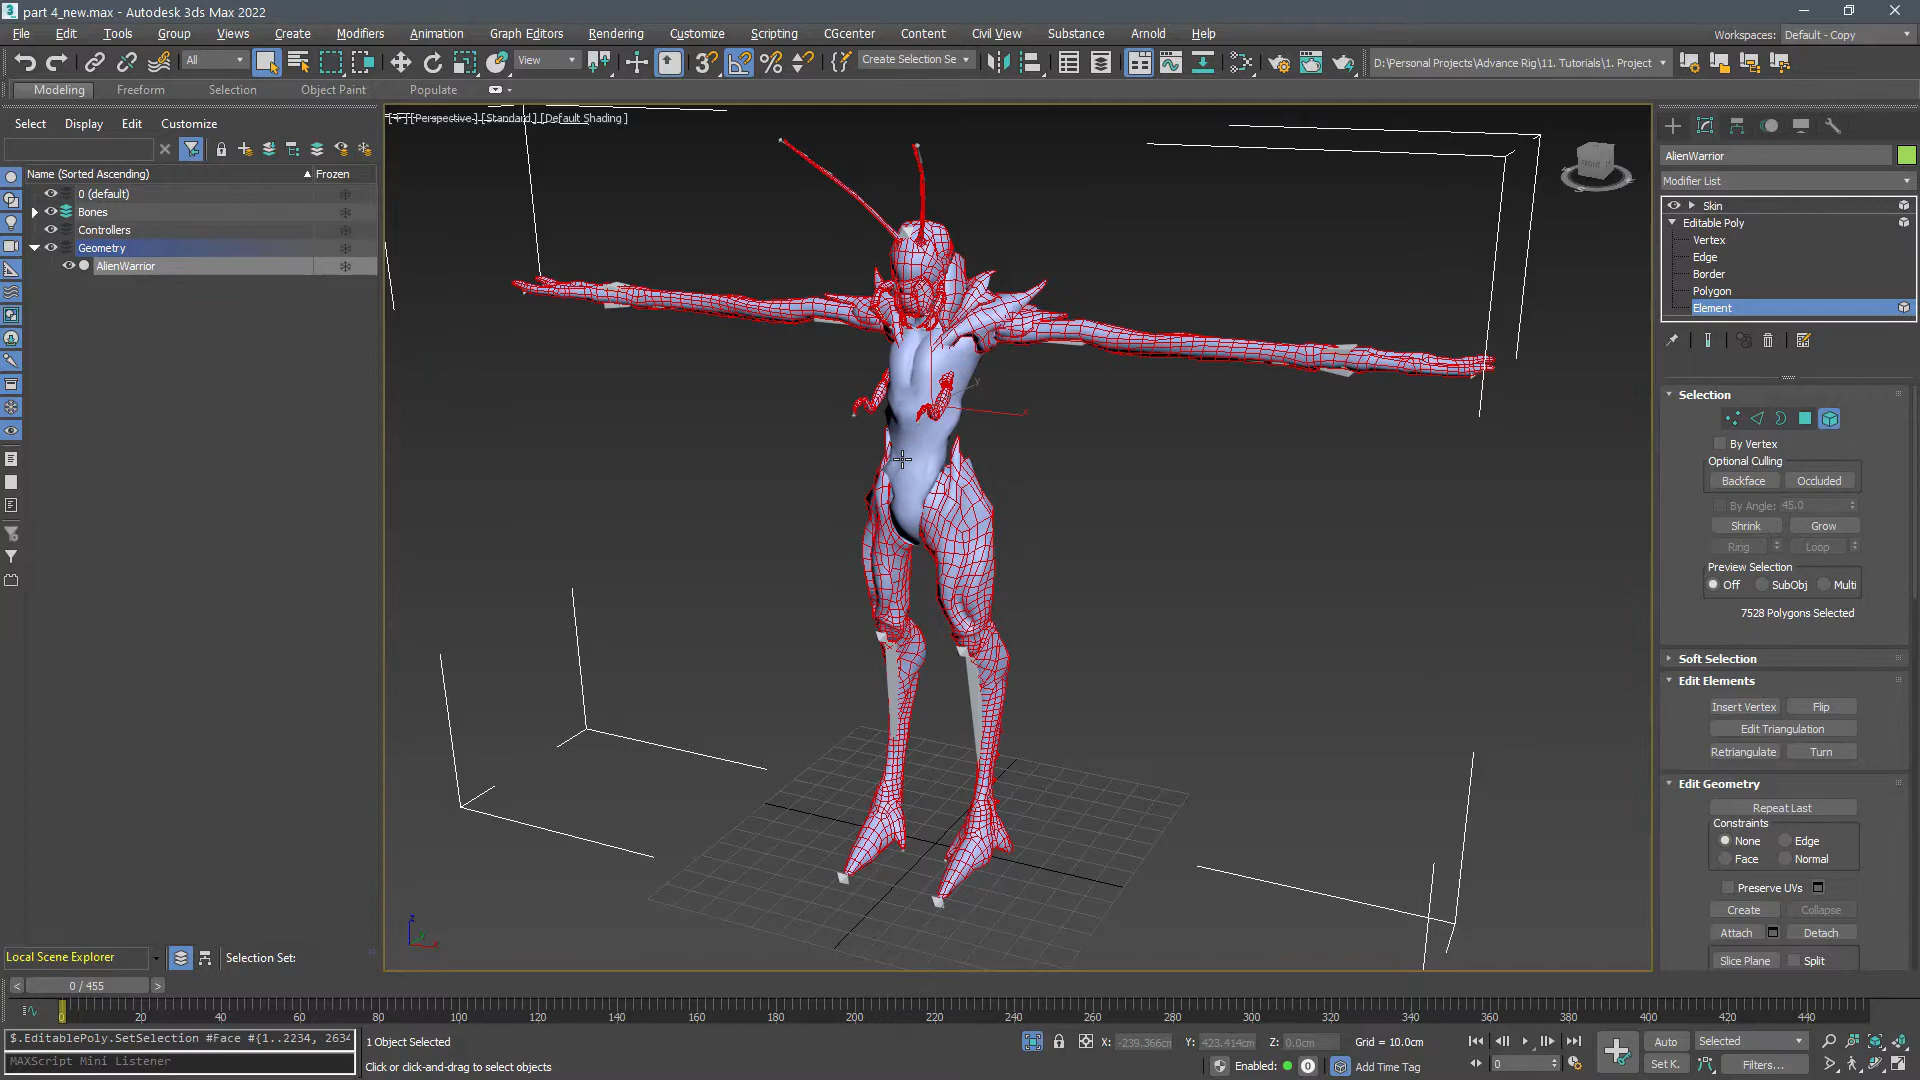 part 4_new.max - Autodesk 3ds Max 2022
File Edit Tools Group Views Create Modifiers Animation Graph Editors Rendering Customize Scripting CGcenter Content Civil View Substance Arnold Help
Workspaces: Default - Copy
All View Create Selection Se D:\Personal Projects\Advance Rig\11. Tutorials\1. Project
Modeling Freeform Selection Object Paint Populate
Select Display Edit Customize
[+] [Perspective] [Standard] [Default Shading]
FRONT
Name (Sorted Ascending) Frozen
0 (default)
Bones
Controllers
Geometry
AlienWarrior
AlienWarrior
Modifier List
Skin
Editable Poly
Vertex
Edge
Border
Polygon
Element
Selection
By Vertex
Optional Culling
Backface Occluded
By Angle: 45.0
Shrink Grow
Ring Loop
Preview Selection
Off SubObj Multi
7528 Polygons Selected
Soft Selection
Edit Elements
Insert Vertex Flip
Edit Triangulation
Retriangulate Turn
Edit Geometry
Repeat Last
Constraints
None Edge
Face Normal
Preserve UVs
Create Collapse
Attach Detach
Slice Plane Split
x
y
z
Local Scene Explorer Selection Set:
< 0 / 455 >
0 20 40 60 80 100 120 140 160 180 200 220 240 260 280 300 320 340 360 380 400 420 440
$.EditablePoly.SetSelection #Face #{1..2234, 2634
MAXScript Mini Listener
1 Object Selected
Click or click-and-drag to select objects
X: -239.366cm Y: 423.414cm Z: 0.0cm Grid = 10.0cm
Enabled: 0 Add Time Tag
0
Auto Selected
Set K. Filters...